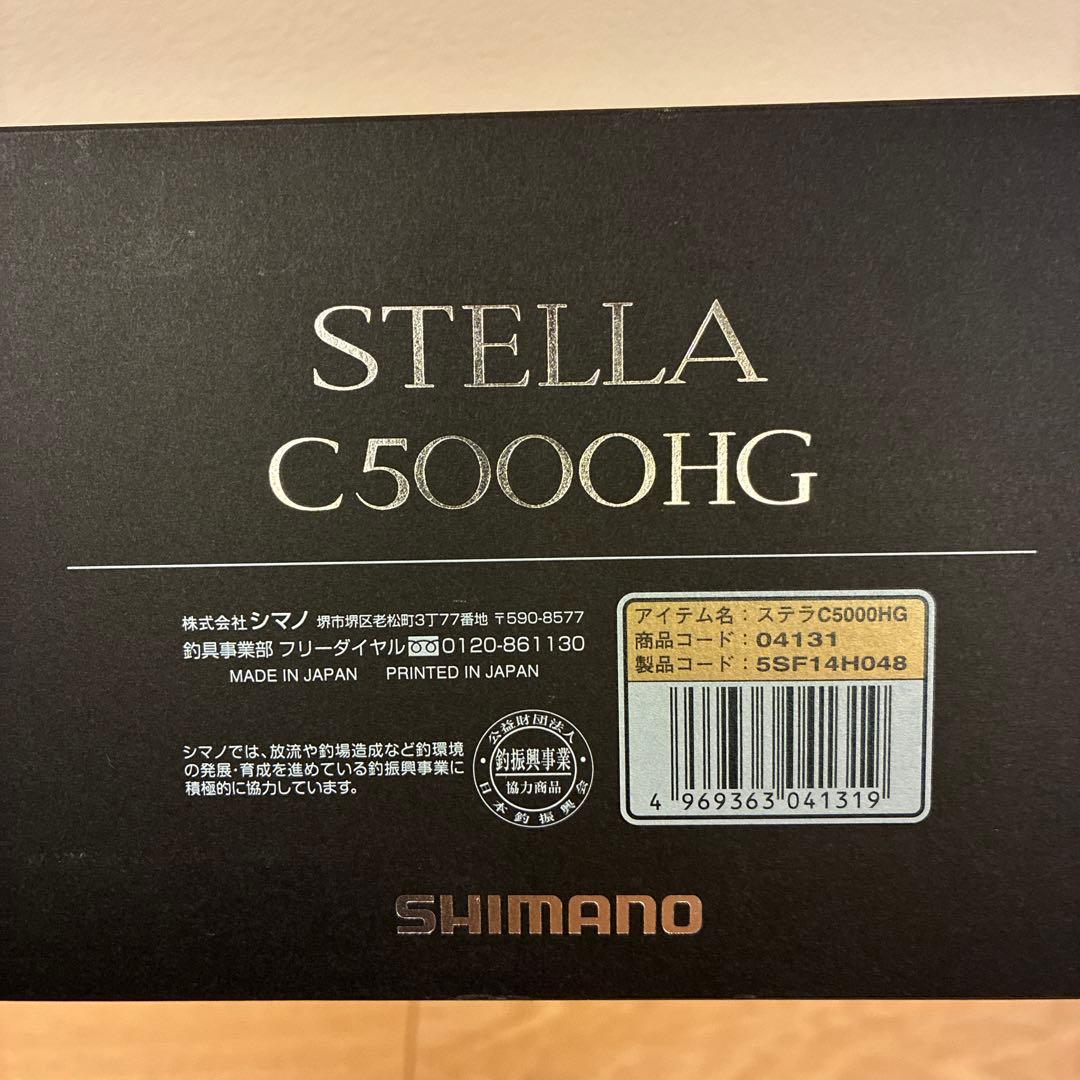 STELLA
C5000HG
株式会社シマノ 堺市堺区老松町3丁77番地 〒590-8577
釣具事業部 フリーダイヤル 0120-861130
MADE IN JAPAN PRINTED IN JAPAN
シマノでは、放流や釣場造成など釣環境
の発展・育成を進めている釣振興事業に
積極的に協力しています。
公益財団法人
釣振興事業
協力商品
日本釣振興会
アイテム名：ステラC5000HG
商品コード：04131
製品コード：5SF14H048
4 969363 041319
SHIMANO